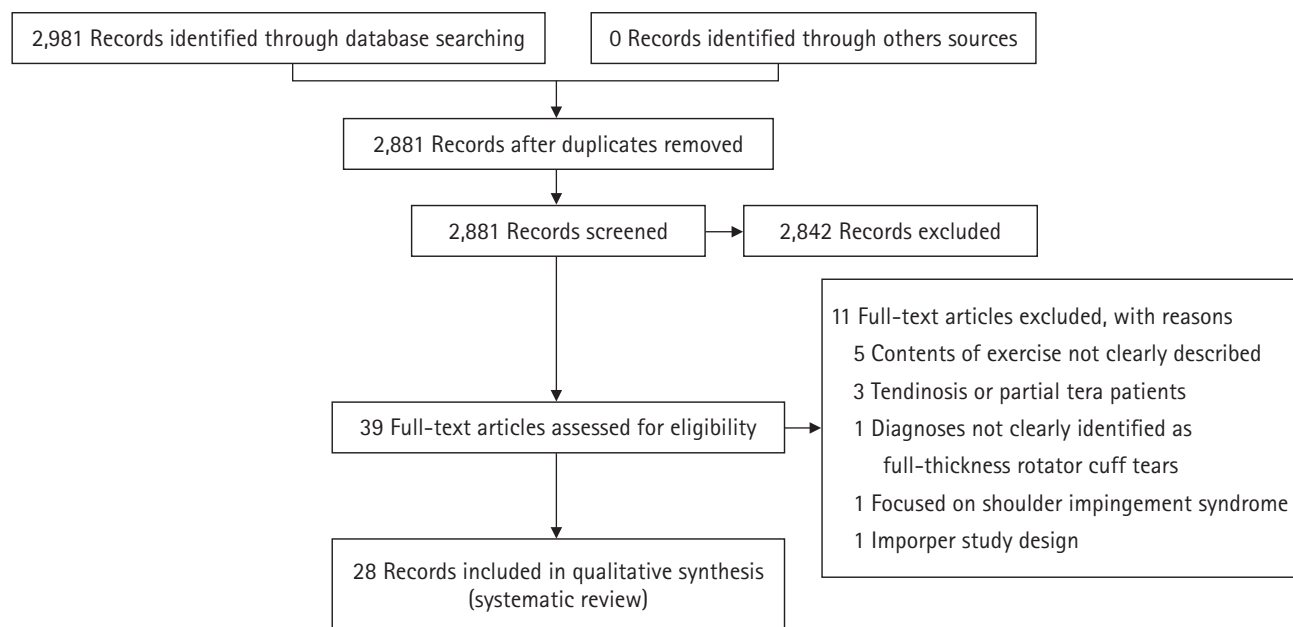 2,981 Records identified through database searching
0 Records identified through others sources
2,881 Records after duplicates removed
2,881 Records screened
2,842 Records excluded
39 Full-text articles assessed for eligibility
11 Full-text articles excluded, with reasons
5 Contents of exercise not clearly described
3 Tendinosis or partial tera patients
1 Diagnoses not clearly identified as
full-thickness rotator cuff tears
1 Focused on shoulder impingement syndrome
1 Imporper study design
28 Records included in qualitative synthesis
(systematic review)